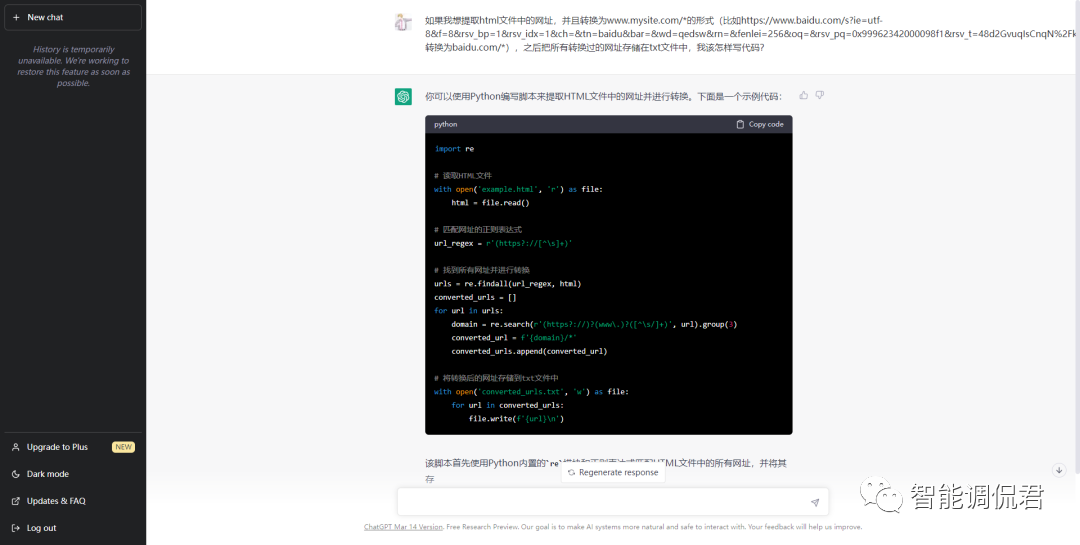 New chat
History is temporarily
unavailable. We're working to
restore this feature as soon as
possible.
如果我想提取html文件中的网址，并且转换为www.mysite.com/*的形式（比如https://www.baidu.com/s?ie=utf-
8&f=8&rsv_bp=1&rsv_idx=1&ch=&tn=baidu&bar=&wd=qedsw&rn=&fenlei=256&oq=&rsv_pq=0x99962342000098f1&rsv_t=48d2GvuqIsCnqN%2Fk
转换为baidu.com/*），之后把所有转换过的网址存储在txt文件中，我该怎样写代码?
你可以使用Python编写脚本来提取HTML文件中的网址并进行转换。下面是一个示例代码：
python
Copy code
import re
# 读取HTML文件
with open('example.html', 'r') as file:
html = file.read()
# 匹配网址的正则表达式
url_regex = r'(https?://[^\s]+)'
# 找到所有网址并进行转换
urls = re.findall(url_regex, html)
converted_urls = []
for url in urls:
domain = re.search(r'(https?://)?(www\.)?([^\s/]+)', url).group(3)
converted_url = f'{domain}/*'
converted_urls.append(converted_url)
# 将转换后的网址存储到txt文件中
with open('converted_urls.txt', 'w') as file:
for url in converted_urls:
file.write(f'{url}\n')
该脚本首先使用Python内置的`re`HTML文件中的所有网址，并将其
存
Regenerate response
Upgrade to Plus NEW
Dark mode
Updates & FAQ
Log out
ChatGPT Mar 14 Version. Free Research Preview. Our goal is to make AI systems more natural and safe to interact with. Your feedback will help us improve.
智能调侃君